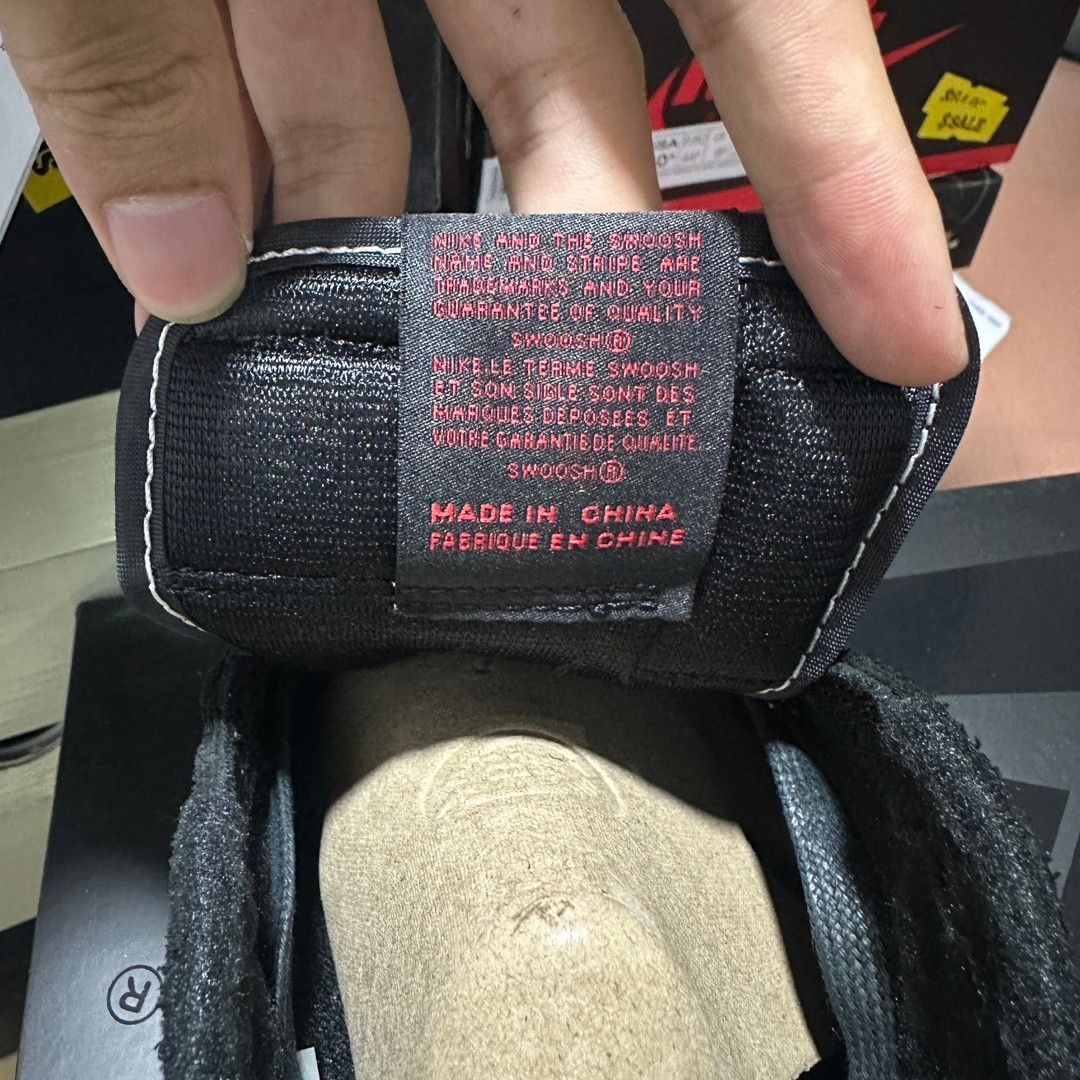 NIKE AND THE SWOOSH
NAME AND STRIPE ARE
TRADEMARKS AND YOUR
GUARANTEE OF QUALITY
SWOOSH®
NIKE, LE TERME SWOOSH
ET SON SIGLE SONT DES
MARQUES DEPOSEES ET
VOTRE GARANTIE DE QUALITE.
SWOOSH®
MADE IN CHINA
FABRIQUE EN CHINE
®